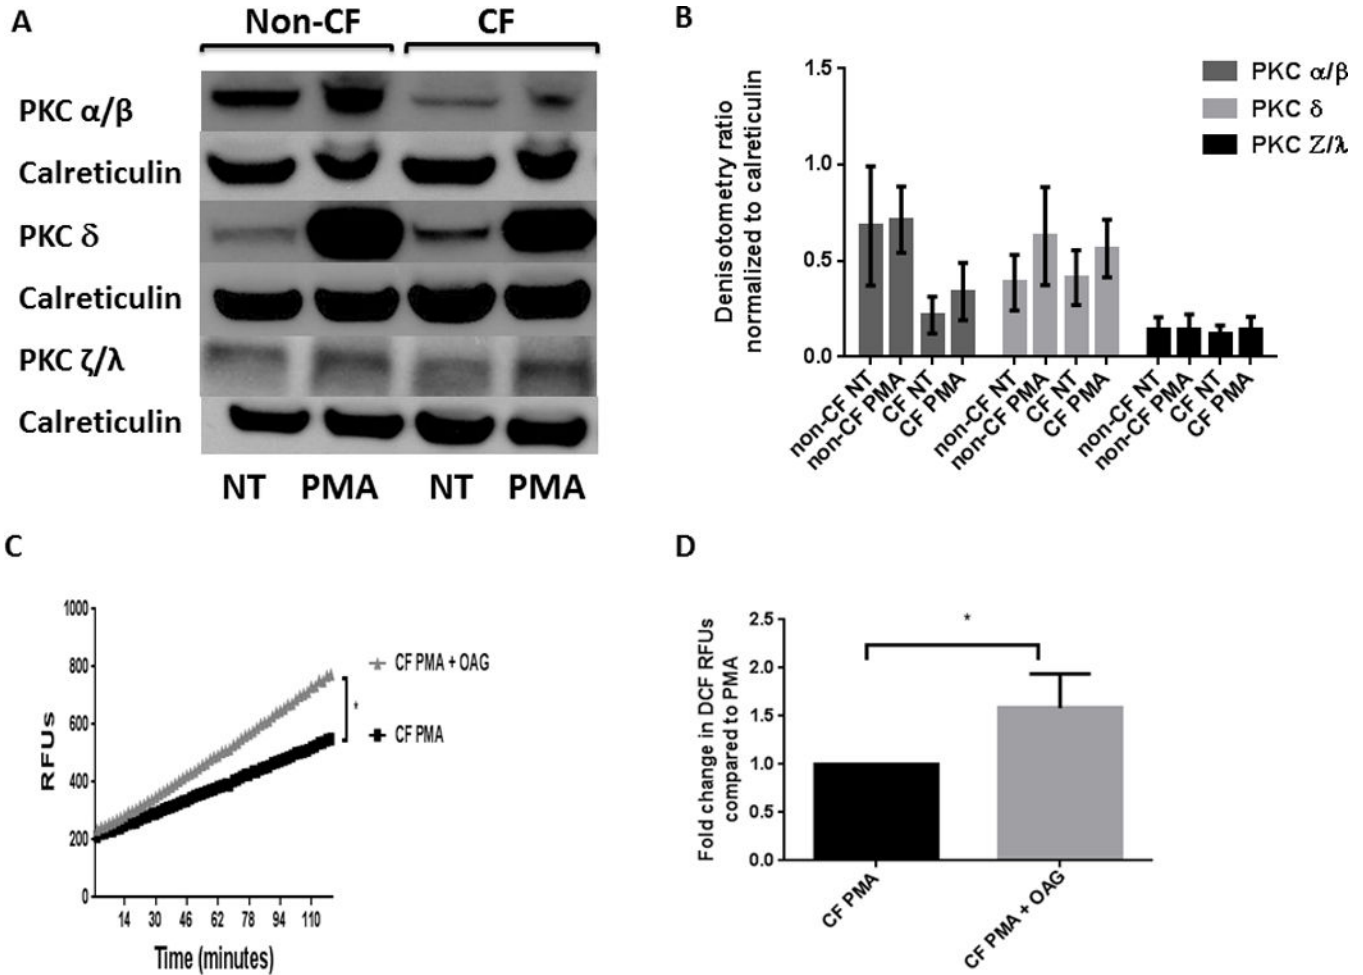 A
Non-CF CF
PKC α/β
Calreticulin
PKC δ
Calreticulin
PKC ζ/λ
Calreticulin
NT PMA NT PMA
B
Denisotometry ratio
normalized to calreticulin
1.5
1.0
0.5
0.0
PKC α/β
PKC δ
PKC Z/λ
non-CF NT
non-CF PMA
CF NT
CF PMA
non-CF NT
non-CF PMA
CF NT
CF PMA
non-CF NT
non-CF PMA
CF NT
CF PMA
C
RFUs
1000
800
600
400
200
0
14 30 46 62 78 94 110
Time (minutes)
CF PMA + OAG
*
CF PMA
D
Fold change in DCF RFUs
compared to PMA
2.5
2.0
1.5
1.0
0.5
0.0
*
CF PMA
CF PMA + OAG